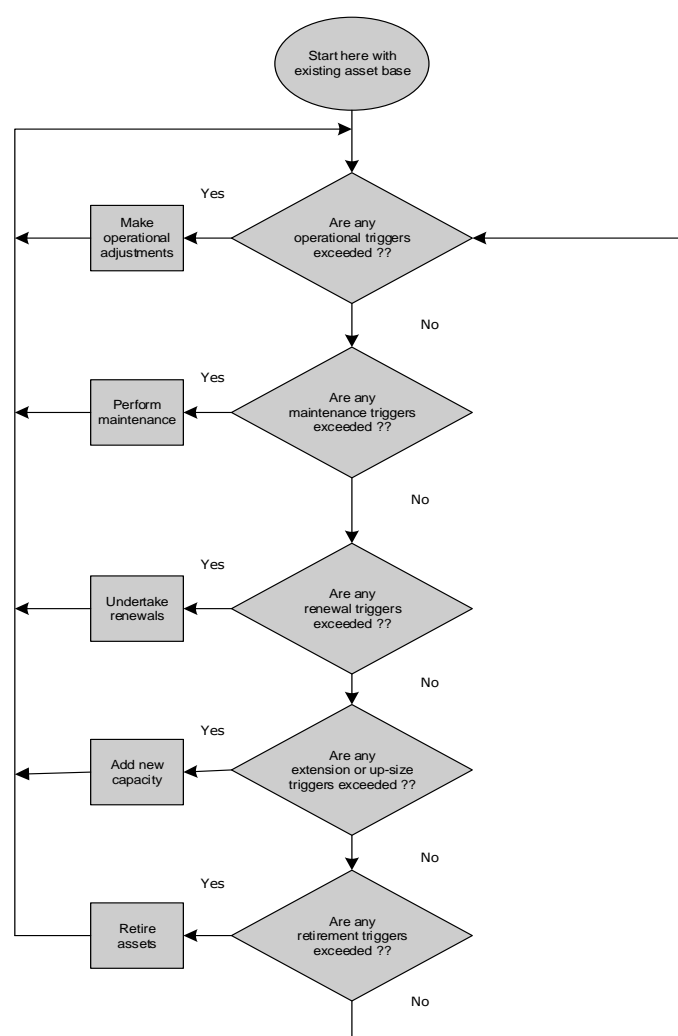 Start here with
existing asset base
Yes
Make
operational
adjustments
Are any
operational triggers
exceeded ??
No
Yes
Perform
maintenance
Are any
maintenance triggers
exceeded ??
No
Yes
Undertake
renewals
Are any
renewal triggers
exceeded ??
No
Yes
Add new
capacity
Are any
extension or up-size
triggers exceeded ??
No
Yes
Retire
assets
Are any
retirement triggers
exceeded ??
No